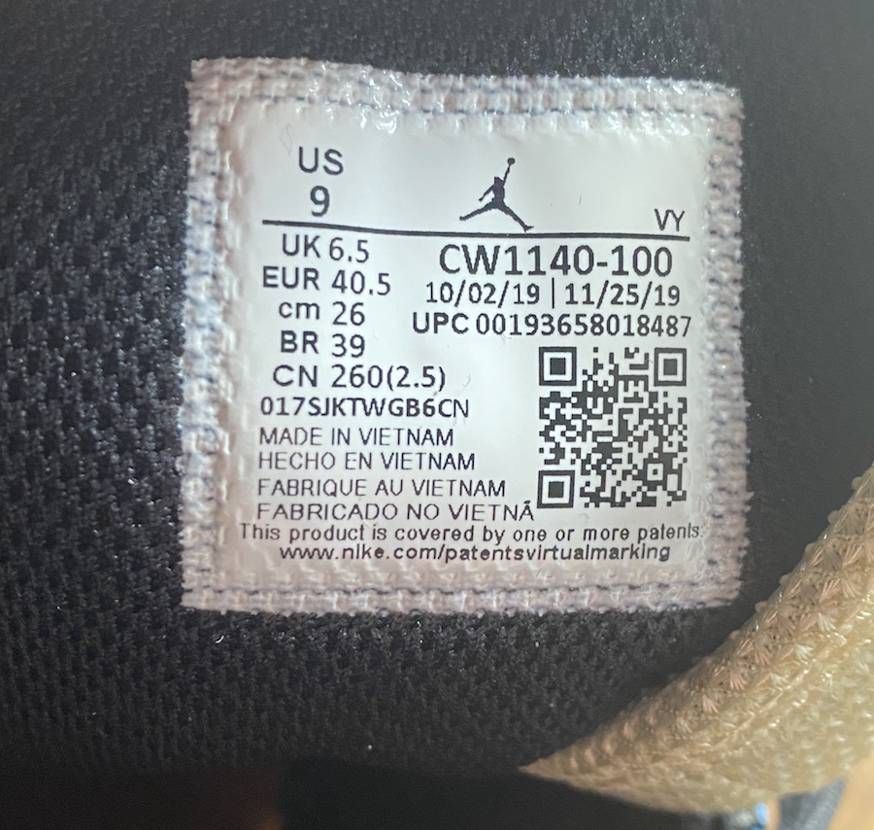 US
9
VY
UK 6.5
EUR 40.5
cm 26
BR 39
CN 260(2.5)
CW1140-100
10/02/19 | 11/25/19
UPC 00193658018487
017SJKTWGB6CN
MADE IN VIETNAM
HECHO EN VIETNAM
FABRIQUE AU VIETNAM
FABRICADO NO VIETNÃ
This product is covered by one or more patents:
www.nike.com/patentsvirtualmarking